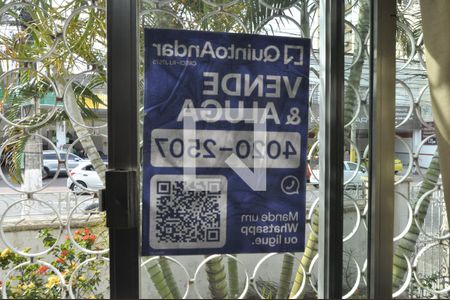 QuintoAndar
VENDE
& ALUGA
4020-2507
Mande um
Whatsapp
ou ligue.